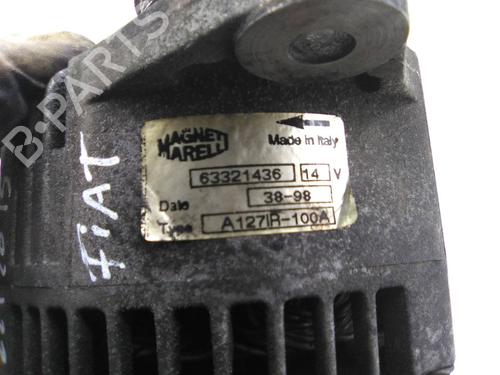 B-PARTS
MAGNETI
MARELLI
Made in Italy
63321436 14 V
Date 38-98
Type A127IR-100A
FIAT